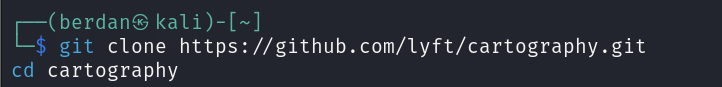 ┌──(berdan㉿kali)-[~]
└─$ git clone https://github.com/lyft/cartography.git
cd cartography